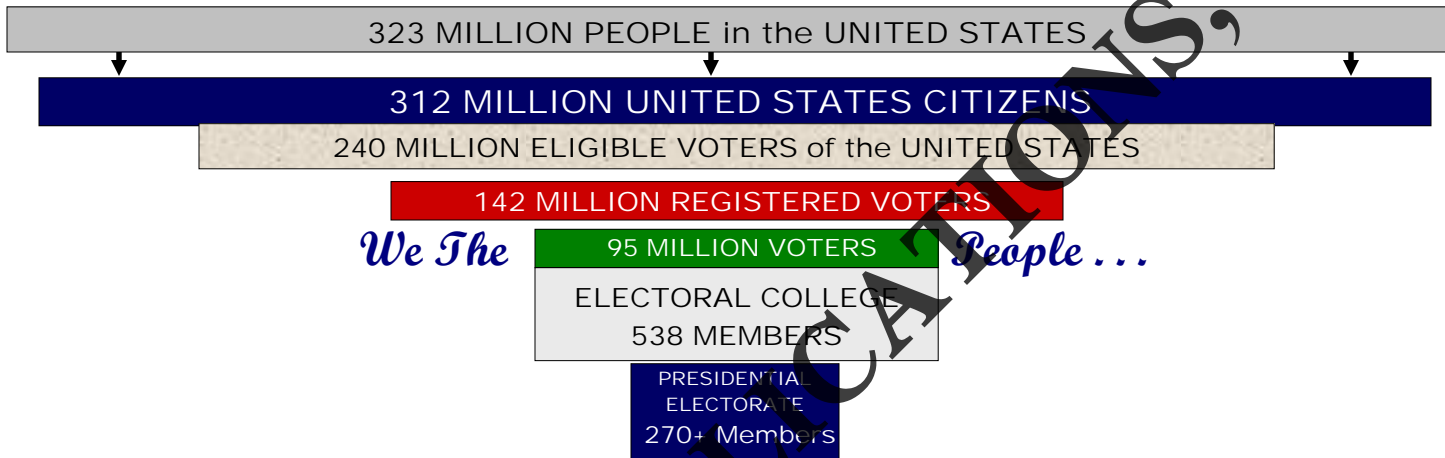 323 MILLION PEOPLE in the UNITED STATES
312 MILLION UNITED STATES CITIZENS
240 MILLION ELIGIBLE VOTERS of the UNITED STATES
142 MILLION REGISTERED VOTERS
We The
95 MILLION VOTERS
People . . .
ELECTORAL COLLEGE
538 MEMBERS
PRESIDENTIAL
ELECTORATE
270+ Members
LICATIONS,